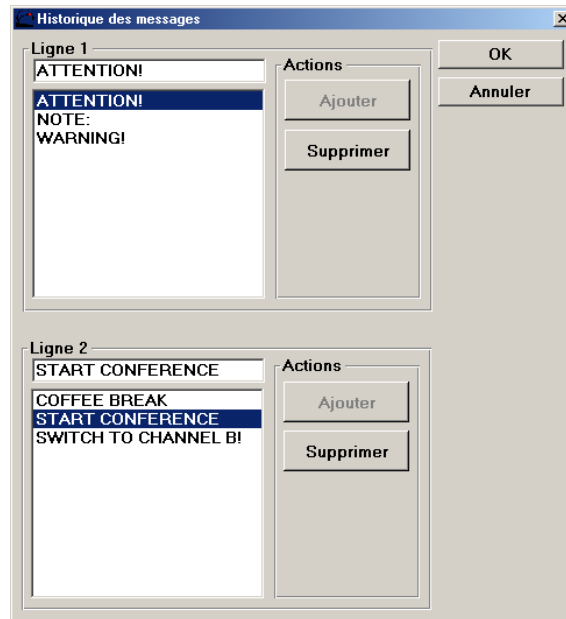 Historique des messages
Ligne 1
ATTENTION!
ATTENTION!
NOTE:
WARNING!
Actions
Ajouter
Supprimer
OK
Annuler
Ligne 2
START CONFERENCE
COFFEE BREAK
START CONFERENCE
SWITCH TO CHANNEL B!
Actions
Ajouter
Supprimer